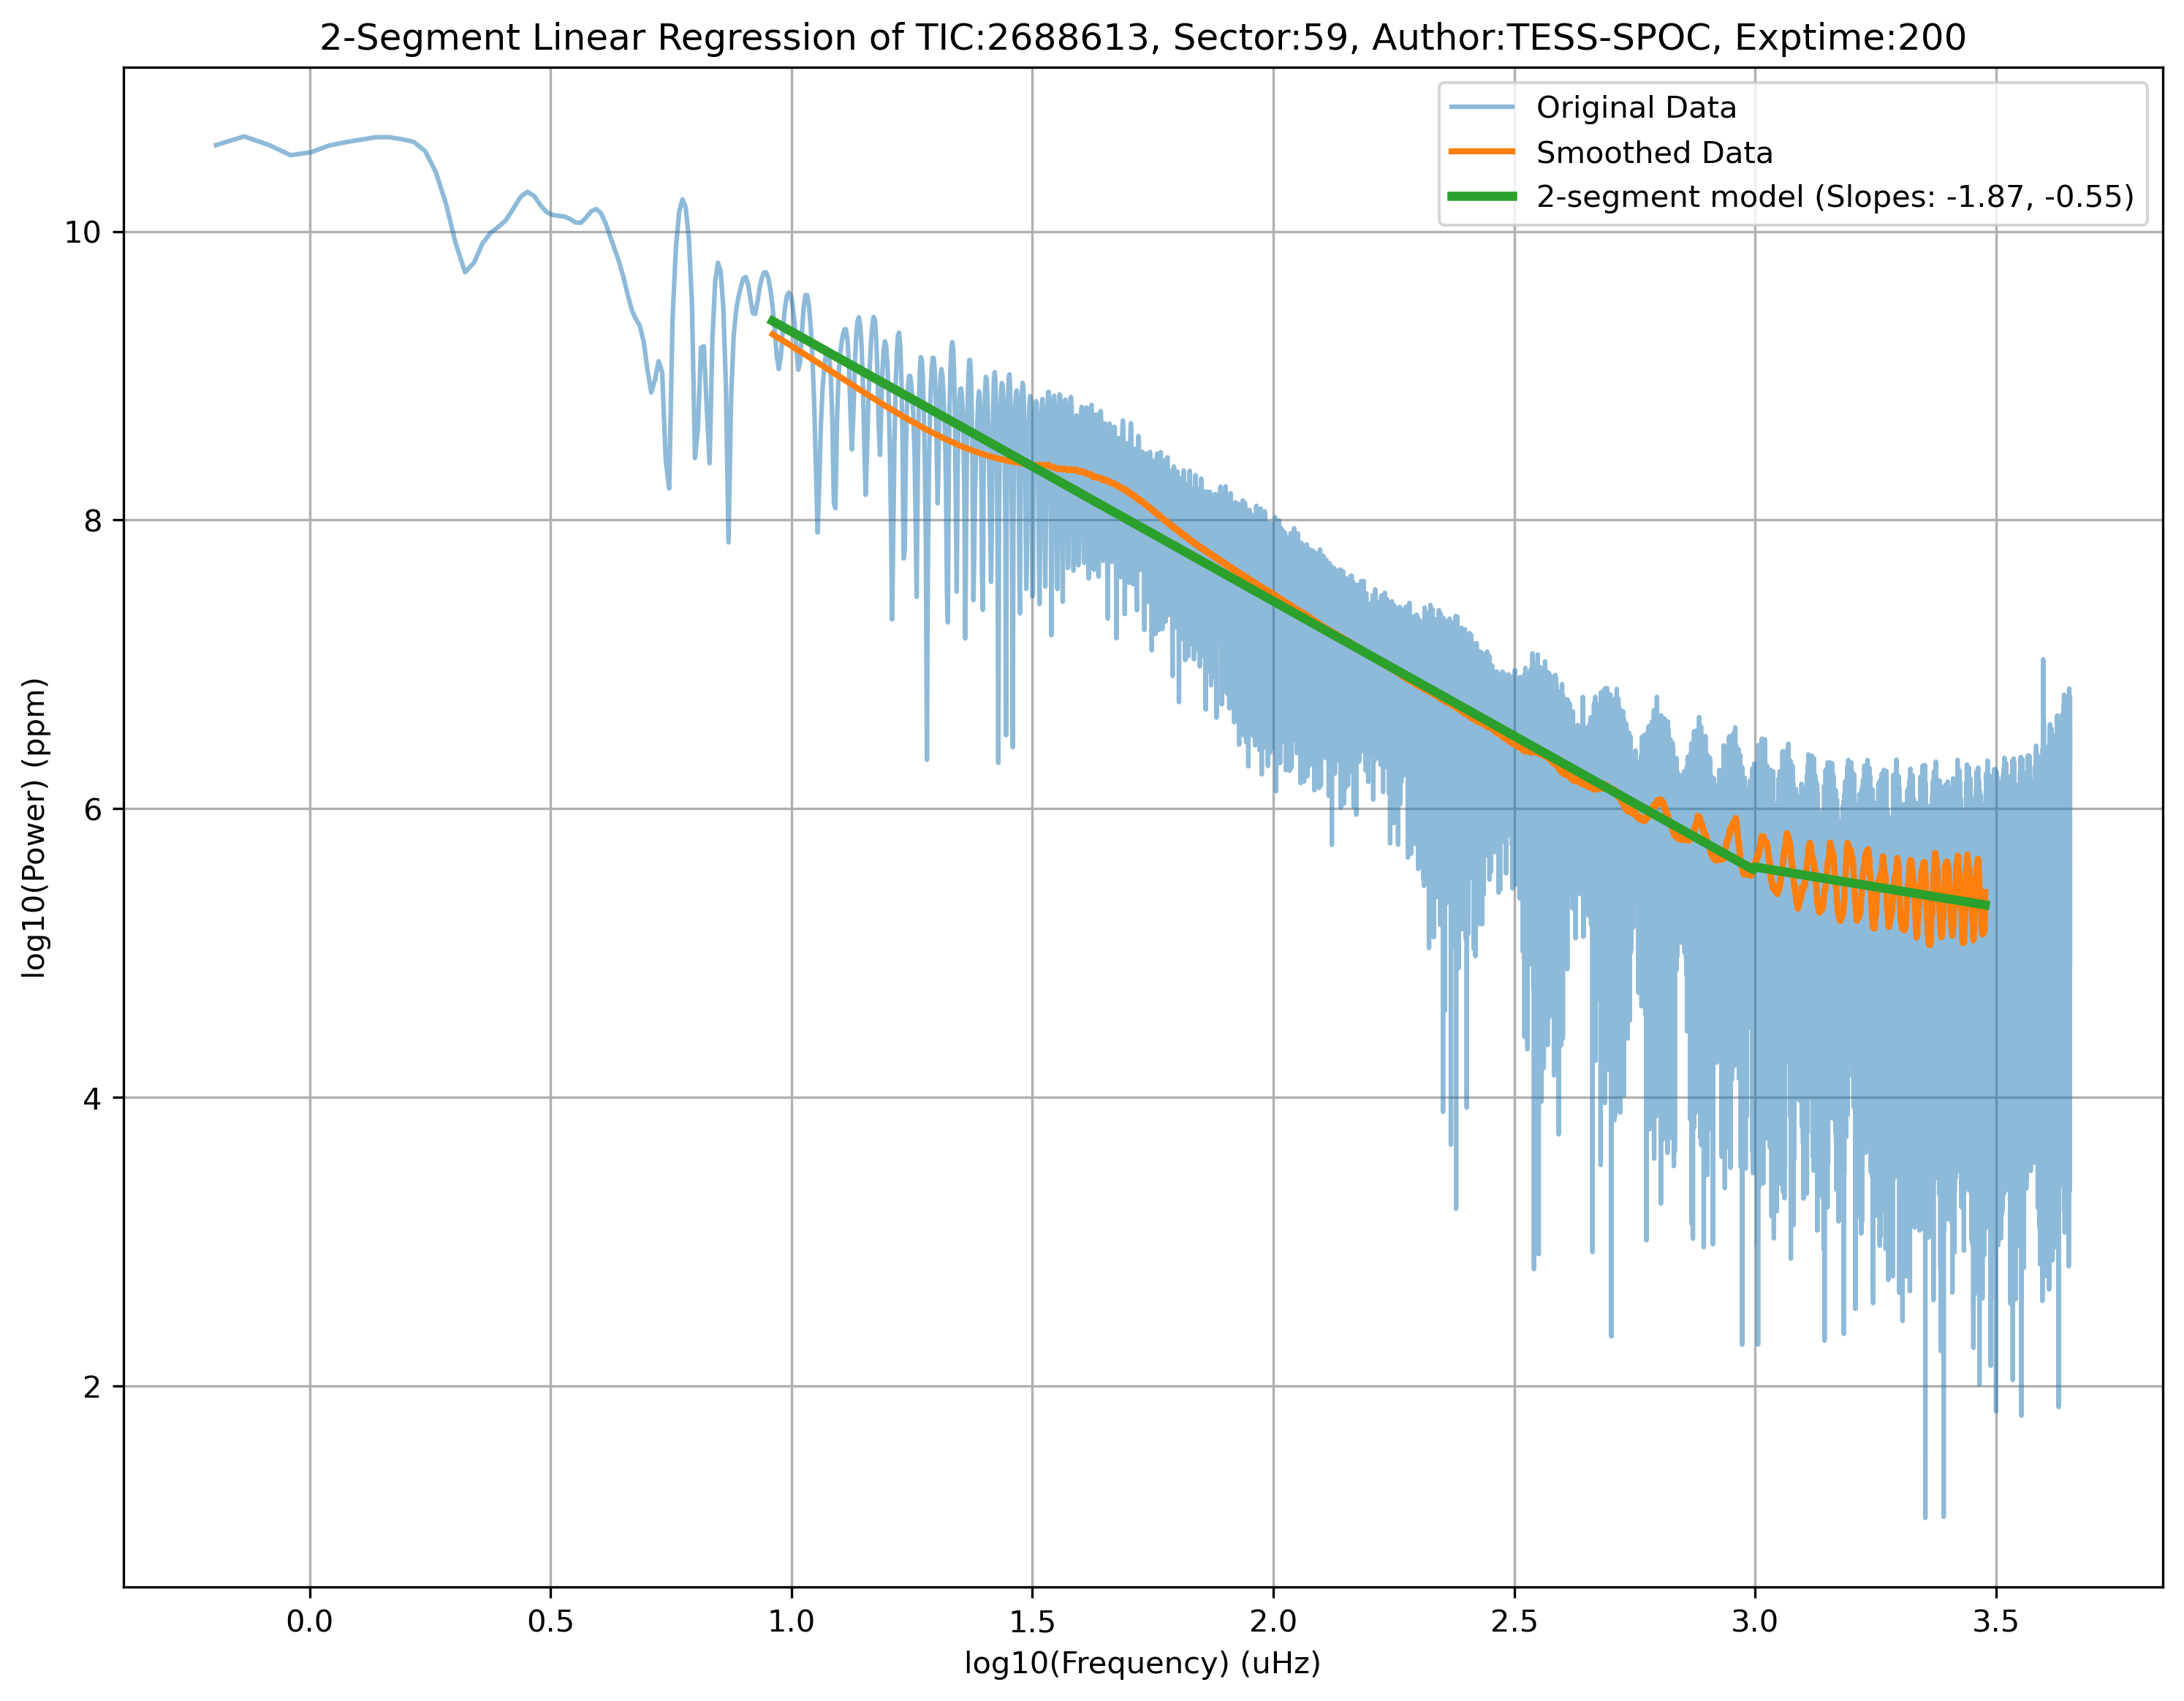 2-Segment Linear Regression of TIC:2688613, Sector:59, Author:TESS-SPOC, Exptime:200
Original Data
Smoothed Data
2-segment model (Slopes: -1.87, -0.55)
log10(Power) (ppm)
10
8
6
4
2
0.0 0.5 1.0 1.5 2.0 2.5 3.0 3.5
log10(Frequency) (uHz)